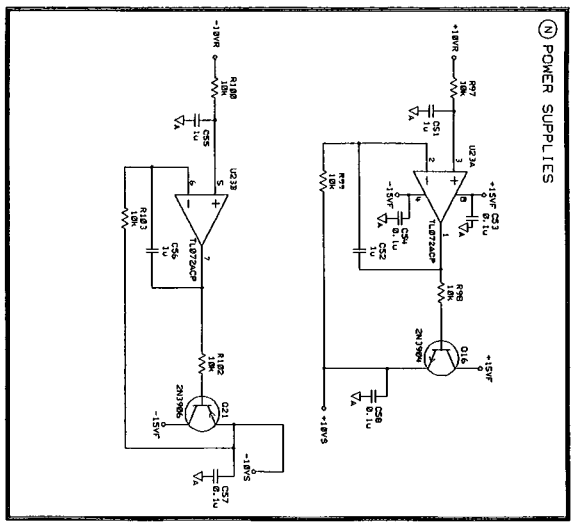 N POWER SUPPLIES
+10VR
R97
10k
C51
1u
A
U23A
3
2
+
-
8
4
1
+15VF
-15VF
C53
0.1u
A
C54
0.1u
A
TL072ACP
R99
10k
C52
1u
R98
10k
Q16
2N3904
+15VF
C58
0.1u
A
+10VS
-10VR
R100
10k
C55
1u
A
U23B
5
6
+
-
7
TL072ACP
R103
10k
C56
1u
R102
10k
Q21
2N3906
-15VF
-10VS
C57
0.1u
A